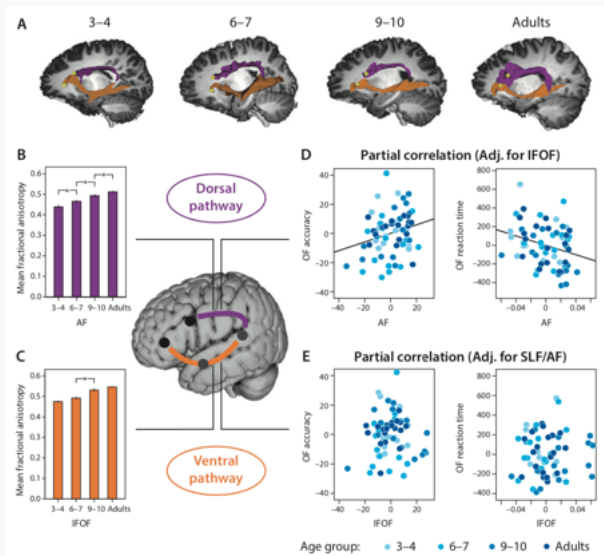 A
3–4 6–7 9–10 Adults
B
Mean fractional anisotropy
0.6
0.5
0.4
0.3
0.2
0.1
0.0
3–4 6–7 9–10 Adults
AF
Dorsal
pathway
C
Mean fractional anisotropy
0.6
0.5
0.4
0.3
0.2
0.1
0.0
3–4 6–7 9–10 Adults
IFOF
Ventral
pathway
D
Partial correlation (Adj. for IFOF)
OF accuracy
40
20
0
−20
−40
−40 −20 0 20
AF
OF reaction time
800
600
400
200
0
−200
−400
−0.04 0 0.04
AF
E
Partial correlation (Adj. for SLF/AF)
OF accuracy
40
20
0
−20
−40
−40 −20 0 20
IFOF
OF reaction time
800
600
400
200
0
−200
−400
−0.04 0 0.04
IFOF
Age group: 3–4 6–7 9–10 Adults